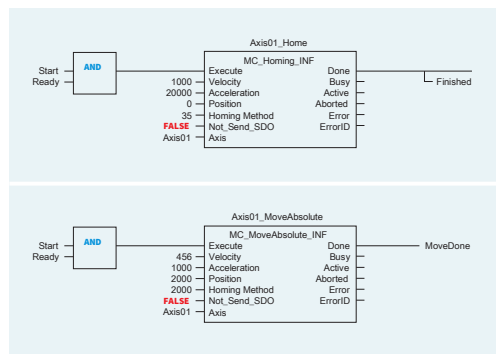 Axis01_Home
MC_Homing_INF
AND
Start Execute Done
Ready 1000 Velocity Busy Finished
20000 Acceleration Active
0 Position Aborted
35 Homing Method Error
FALSE Not_Send_SDO ErrorID
Axis01 Axis
Axis01_MoveAbsolute
MC_MoveAbsolute_INF
AND
Start Execute Done MoveDone
Ready 456 Velocity Busy
1000 Acceleration Active
2000 Position Aborted
2000 Homing Method Error
FALSE Not_Send_SDO ErrorID
Axis01 Axis